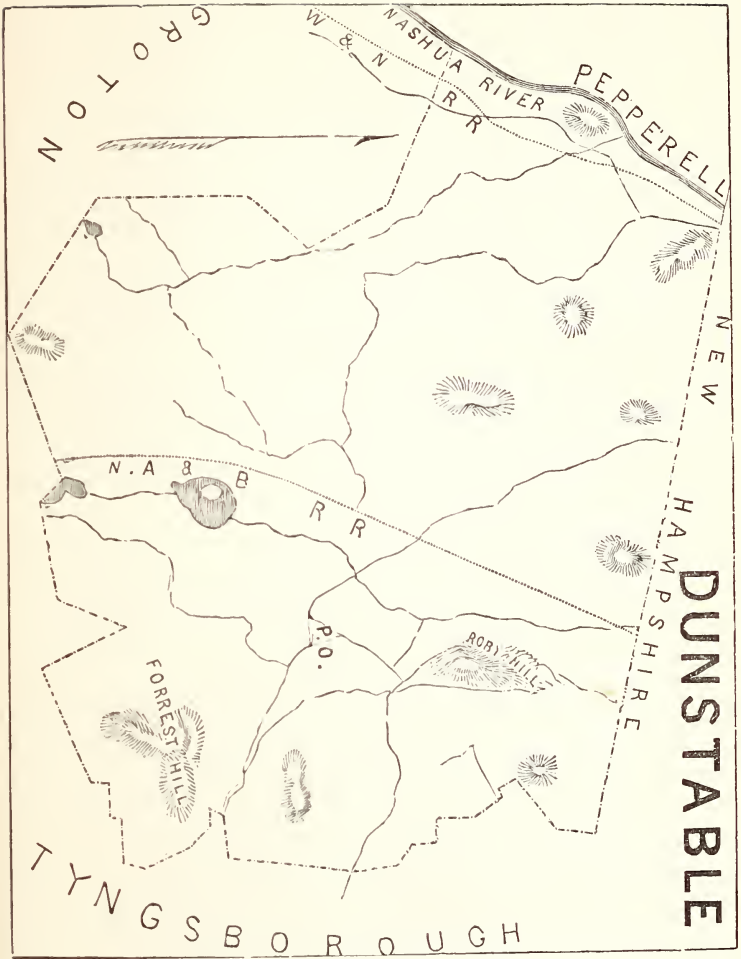 DUNSTABLE
GROTON
W & N R R
NASHUA RIVER
PEPPERELL
NEW HAMPSHIRE
N. A & B R R
P.O.
ROBY HILL
FORREST HILL
TYNGSBOROUGH